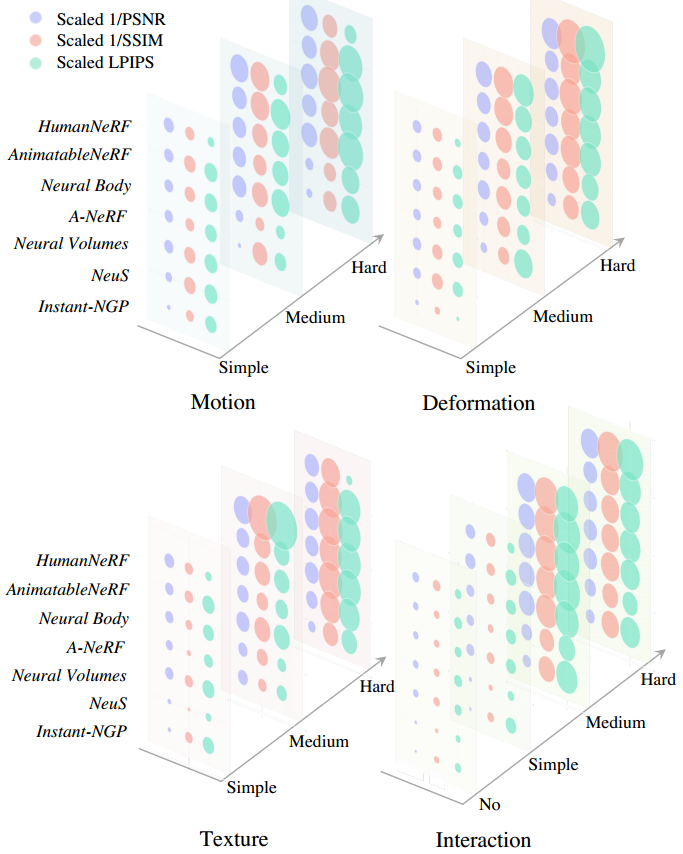 Scaled 1/PSNR
Scaled 1/SSIM
Scaled LPIPS
HumanNeRF
AnimatableNeRF
Neural Body
A-NeRF
Neural Volumes
NeuS
Instant-NGP
Simple
Medium
Hard
Motion
Simple
Medium
Hard
Deformation
HumanNeRF
AnimatableNeRF
Neural Body
A-NeRF
Neural Volumes
NeuS
Instant-NGP
Simple
Medium
Hard
Texture
No
Simple
Medium
Hard
Interaction